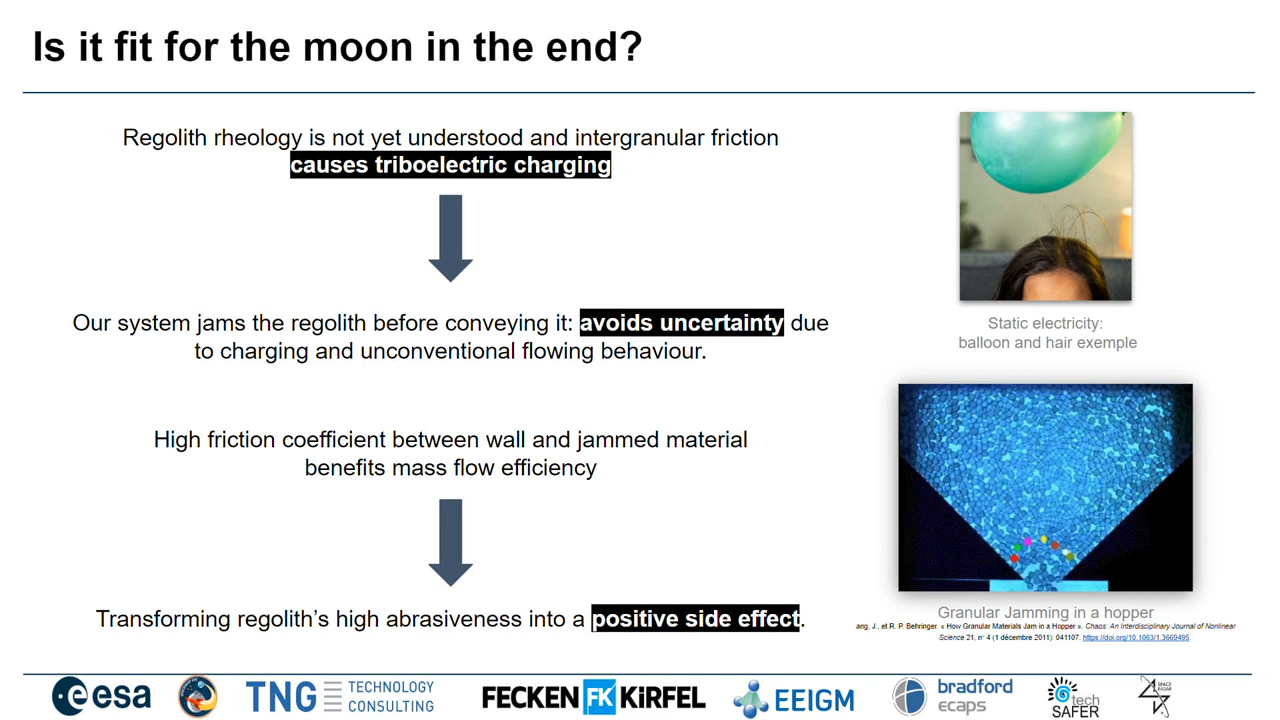 Is it fit for the moon in the end?
Regolith rheology is not yet understood and intergranular friction
causes triboelectric charging
Our system jams the regolith before conveying it: avoids uncertainty due
to charging and unconventional flowing behaviour.
High friction coefficient between wall and jammed material
benefits mass flow efficiency
Transforming regolith's high abrasiveness into a positive side effect.
Static electricity:
balloon and hair exemple
Granular Jamming in a hopper
ang, J., et R. P. Behringer. « How Granular Materials Jam in a Hopper ». Chaos: An Interdisciplinary Journal of Nonlinear
Science 21, nᵒ 4 (1 décembre 2011): 041107. https://doi.org/10.1063/1.3669495.
esa
TNG TECHNOLOGY
CONSULTING
FECKEN FK KiRFEL
EEIGM
bradford
ecaps
tech
SAFER
SPACE
RADAR